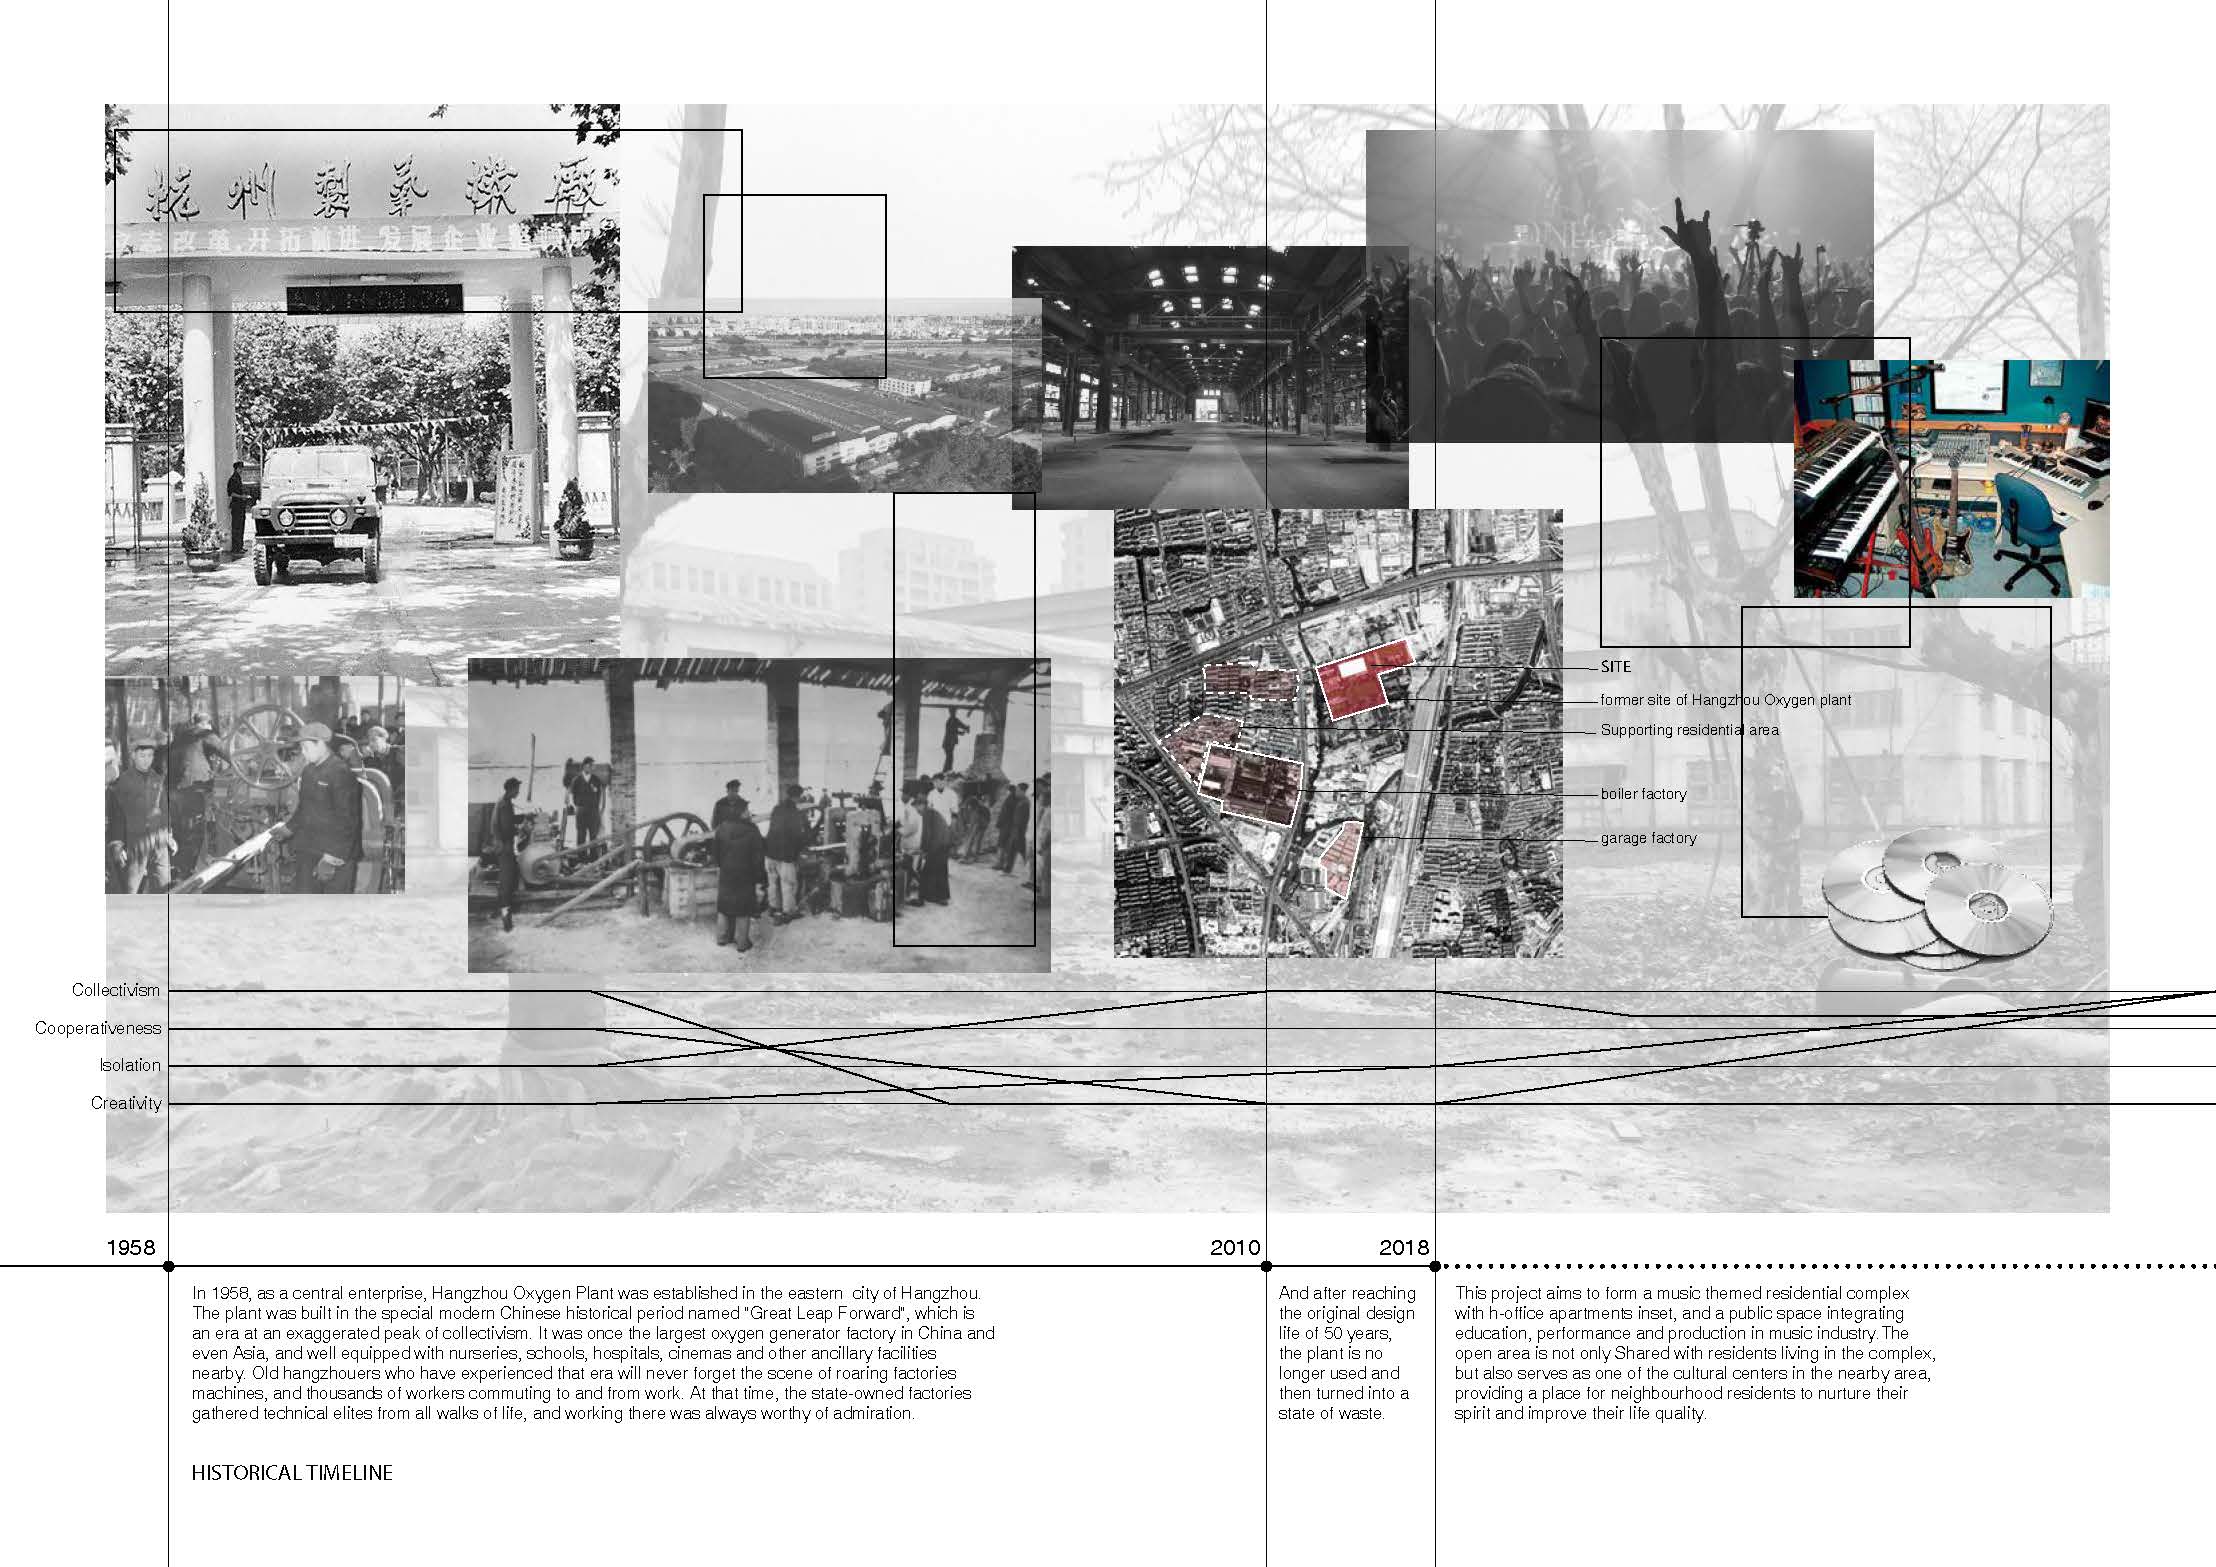 杭州製氧機廠
ONE
SITE
former site of Hangzhou Oxygen plant
Supporting residential area
boiler factory
garage factory
Collectivism
Cooperativeness
Isolation
Creativity
1958
2010
2018
In 1958, as a central enterprise, Hangzhou Oxygen Plant was established in the eastern  city of Hangzhou.
The plant was built in the special modern Chinese historical period named "Great Leap Forward", which is
an era at an exaggerated peak of collectivism. It was once the largest oxygen generator factory in China and
even Asia, and well equipped with nurseries, schools, hospitals, cinemas and other ancillary facilities
nearby. Old hangzhouers who have experienced that era will never forget the scene of roaring factories
machines, and thousands of workers commuting to and from work. At that time, the state-owned factories
gathered technical elites from all walks of life, and working there was always worthy of admiration.
And after reaching
the original design
life of 50 years,
the plant is no
longer used and
then turned into a
state of waste.
This project aims to form a music themed residential complex
with h-office apartments inset, and a public space integrating
education, performance and production in music industry. The
open area is not only Shared with residents living in the complex,
but also serves as one of the cultural centers in the nearby area,
providing a place for neighbourhood residents to nurture their
spirit and improve their life quality.
HISTORICAL TIMELINE